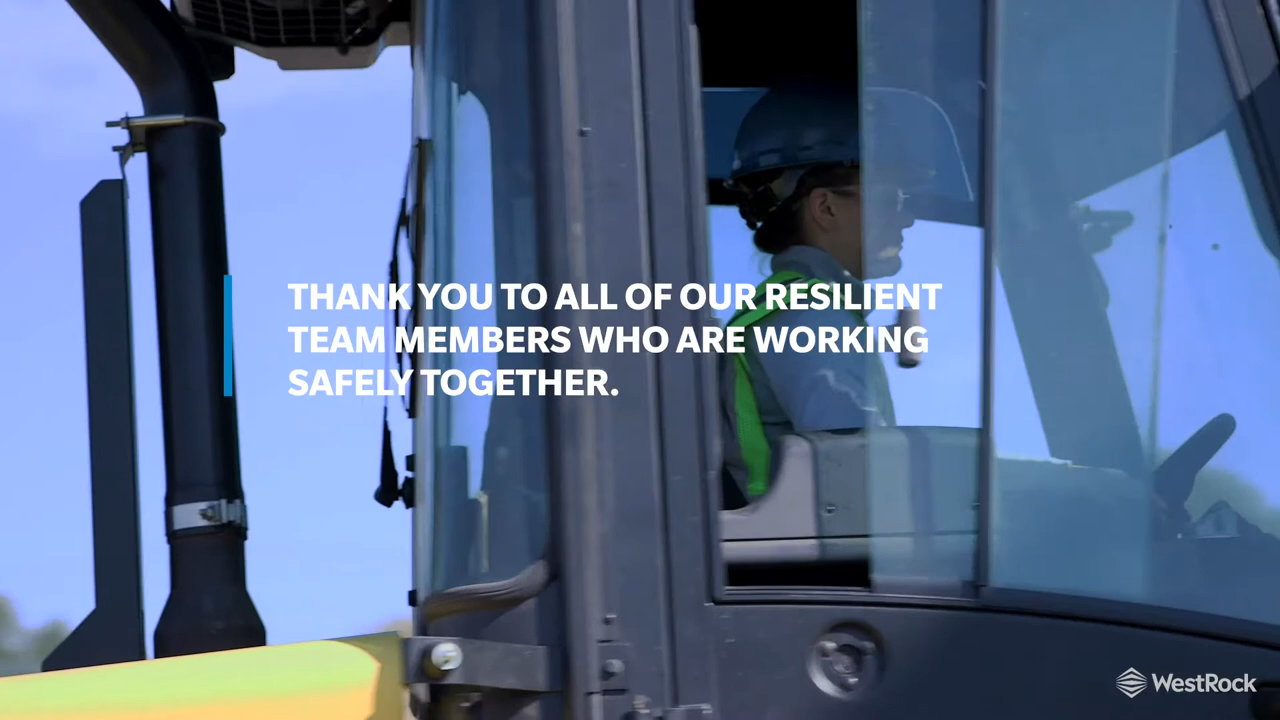 THANK YOU TO ALL OF OUR RESILIENT
TEAM MEMBERS WHO ARE WORKING
SAFELY TOGETHER.
WestRock